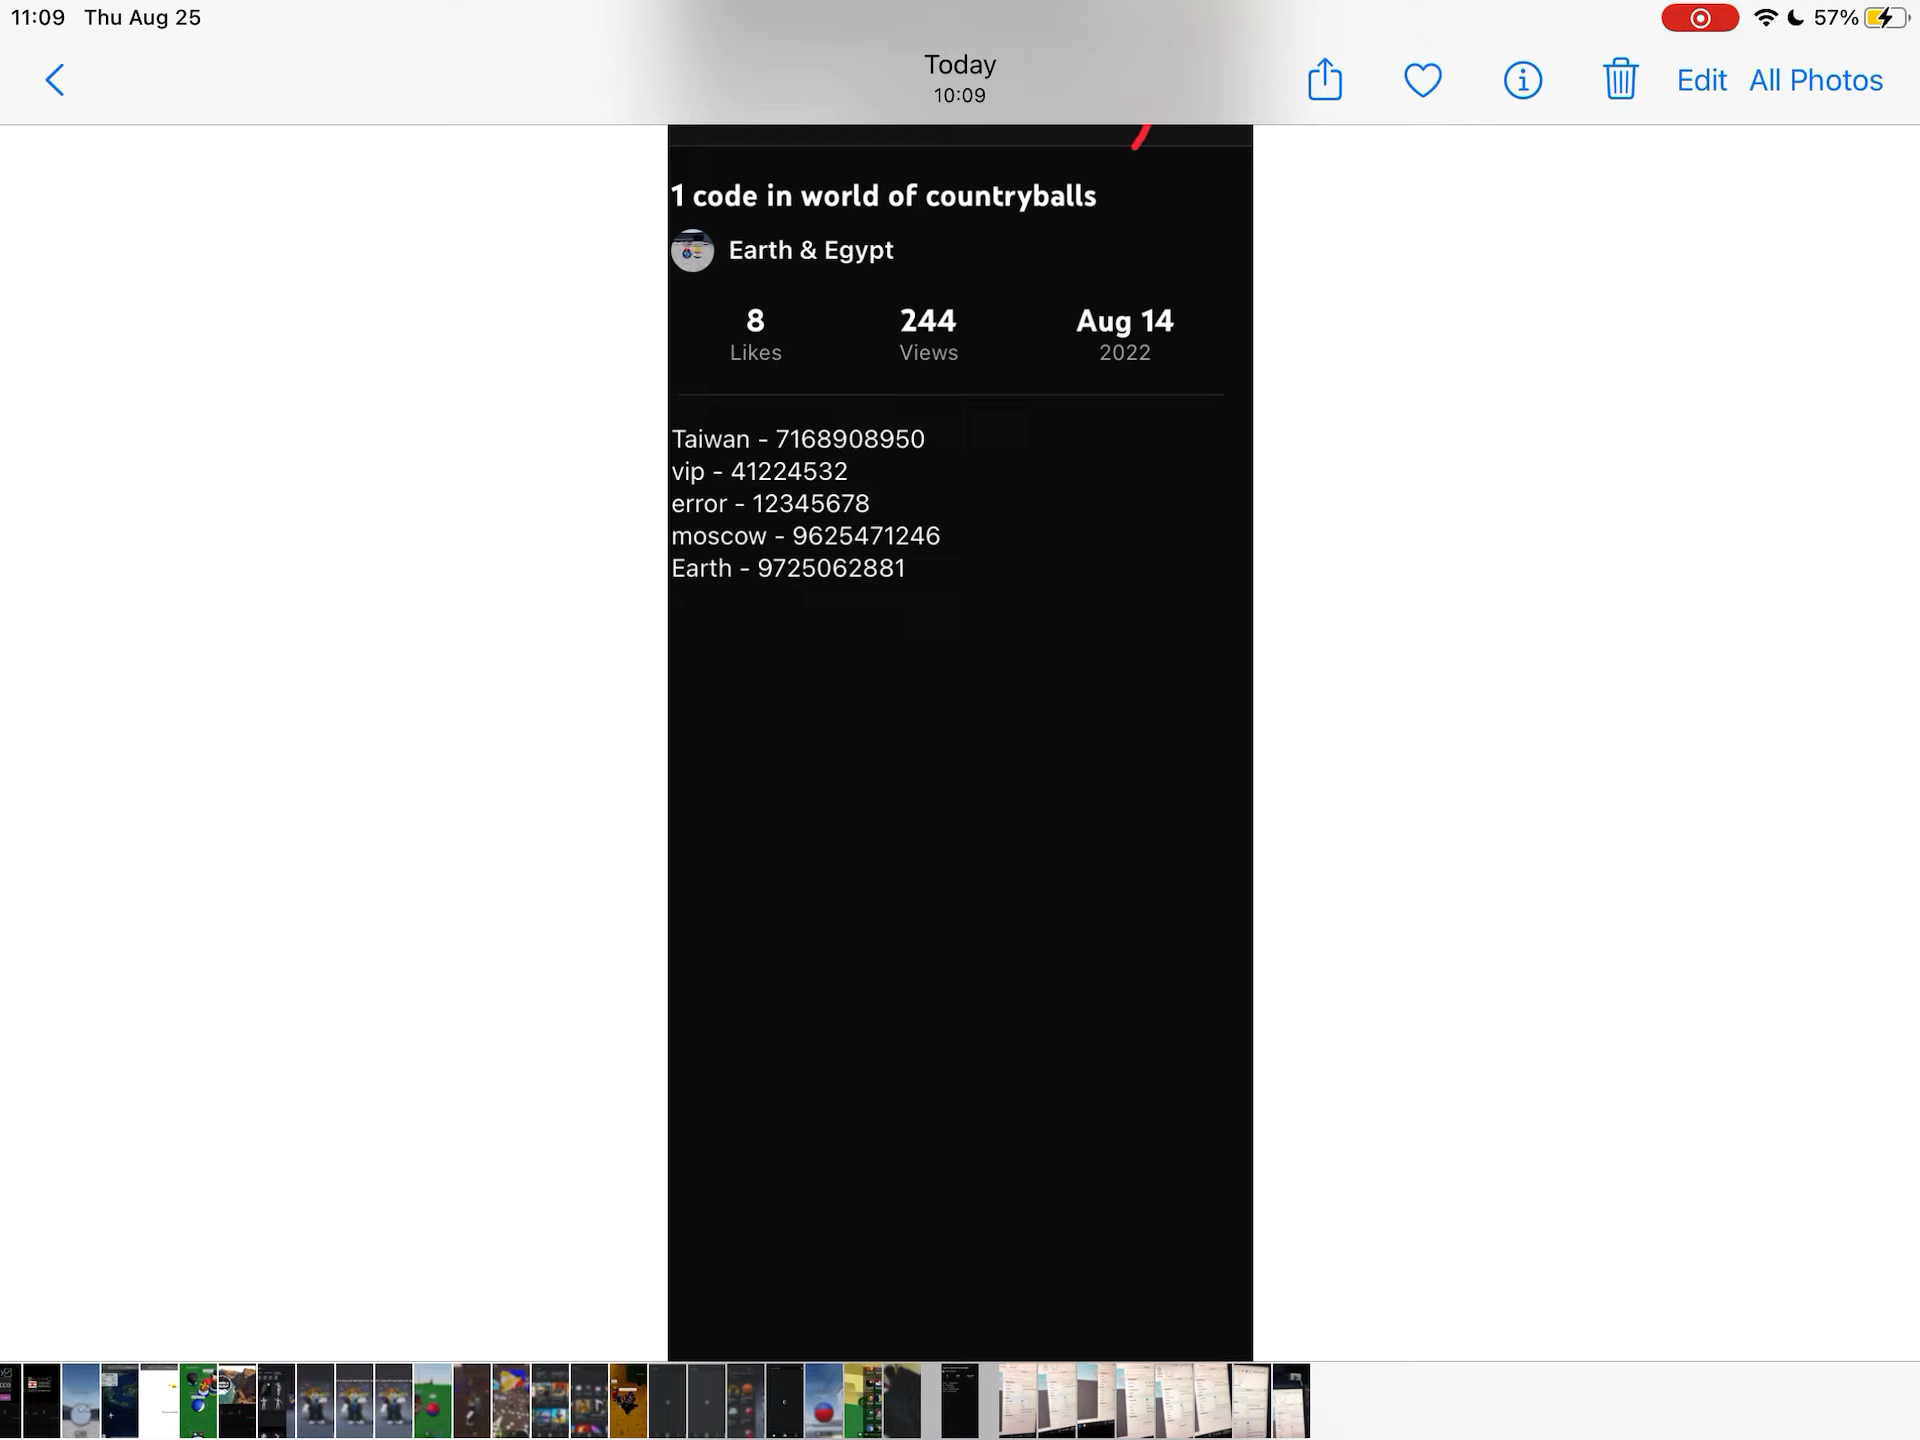 11:09 Thu Aug 25
57%
Today
10:09
Edit All Photos
1 code in world of countryballs
Earth & Egypt
8 244 Aug 14
Likes Views 2022
Taiwan - 7168908950
vip - 41224532
error - 12345678
moscow - 9625471246
Earth - 9725062881